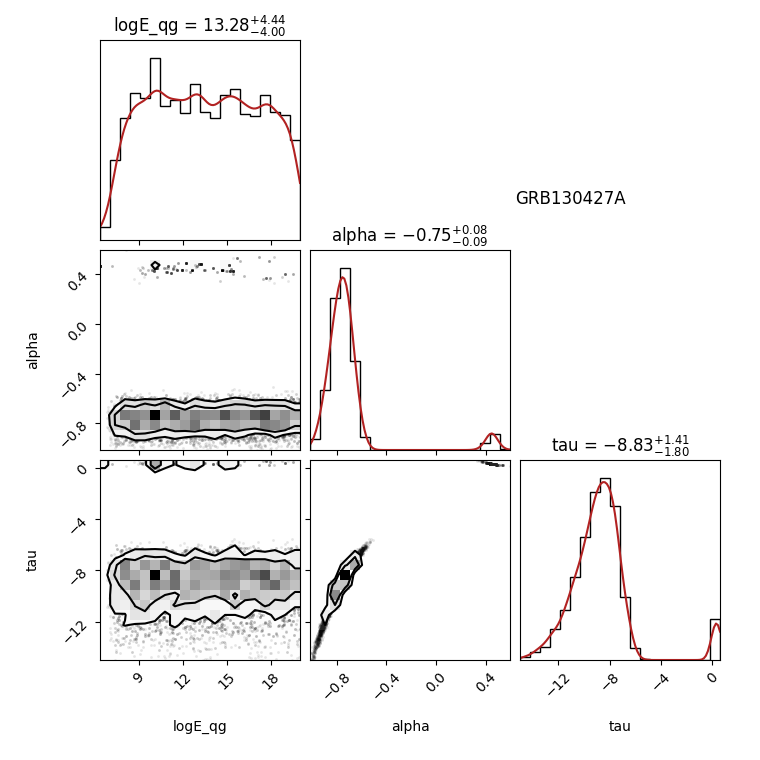 logE_qg = 13.28^{+4.44}_{−4.00}
GRB130427A
alpha = −0.75^{+0.08}_{−0.09}
0.4
0.0
−0.4
−0.8
alpha
tau = −8.83^{+1.41}_{−1.80}
0
−4
−8
−12
tau
9 12 15 18
−0.8 −0.4 0.0 0.4
−12 −8 −4 0
logE_qg alpha tau